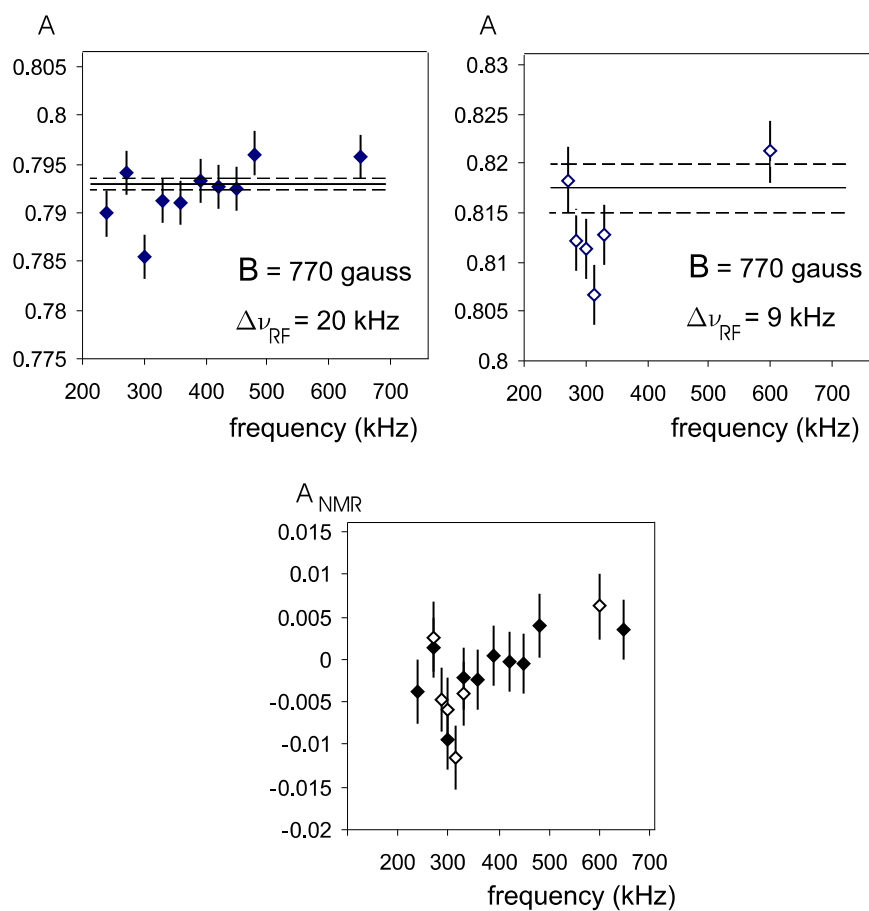 A
0.805
0.8
0.795
0.79
0.785
0.78
0.775
B = 770 gauss
Δν_RF = 20 kHz
200 300 400 500 600 700
frequency (kHz)
A
0.83
0.825
0.82
0.815
0.81
0.805
0.8
B = 770 gauss
Δν_RF = 9 kHz
200 300 400 500 600 700
frequency (kHz)
A_NMR
0.015
0.01
0.005
0
-0.005
-0.01
-0.015
-0.02
200 300 400 500 600 700
frequency (kHz)